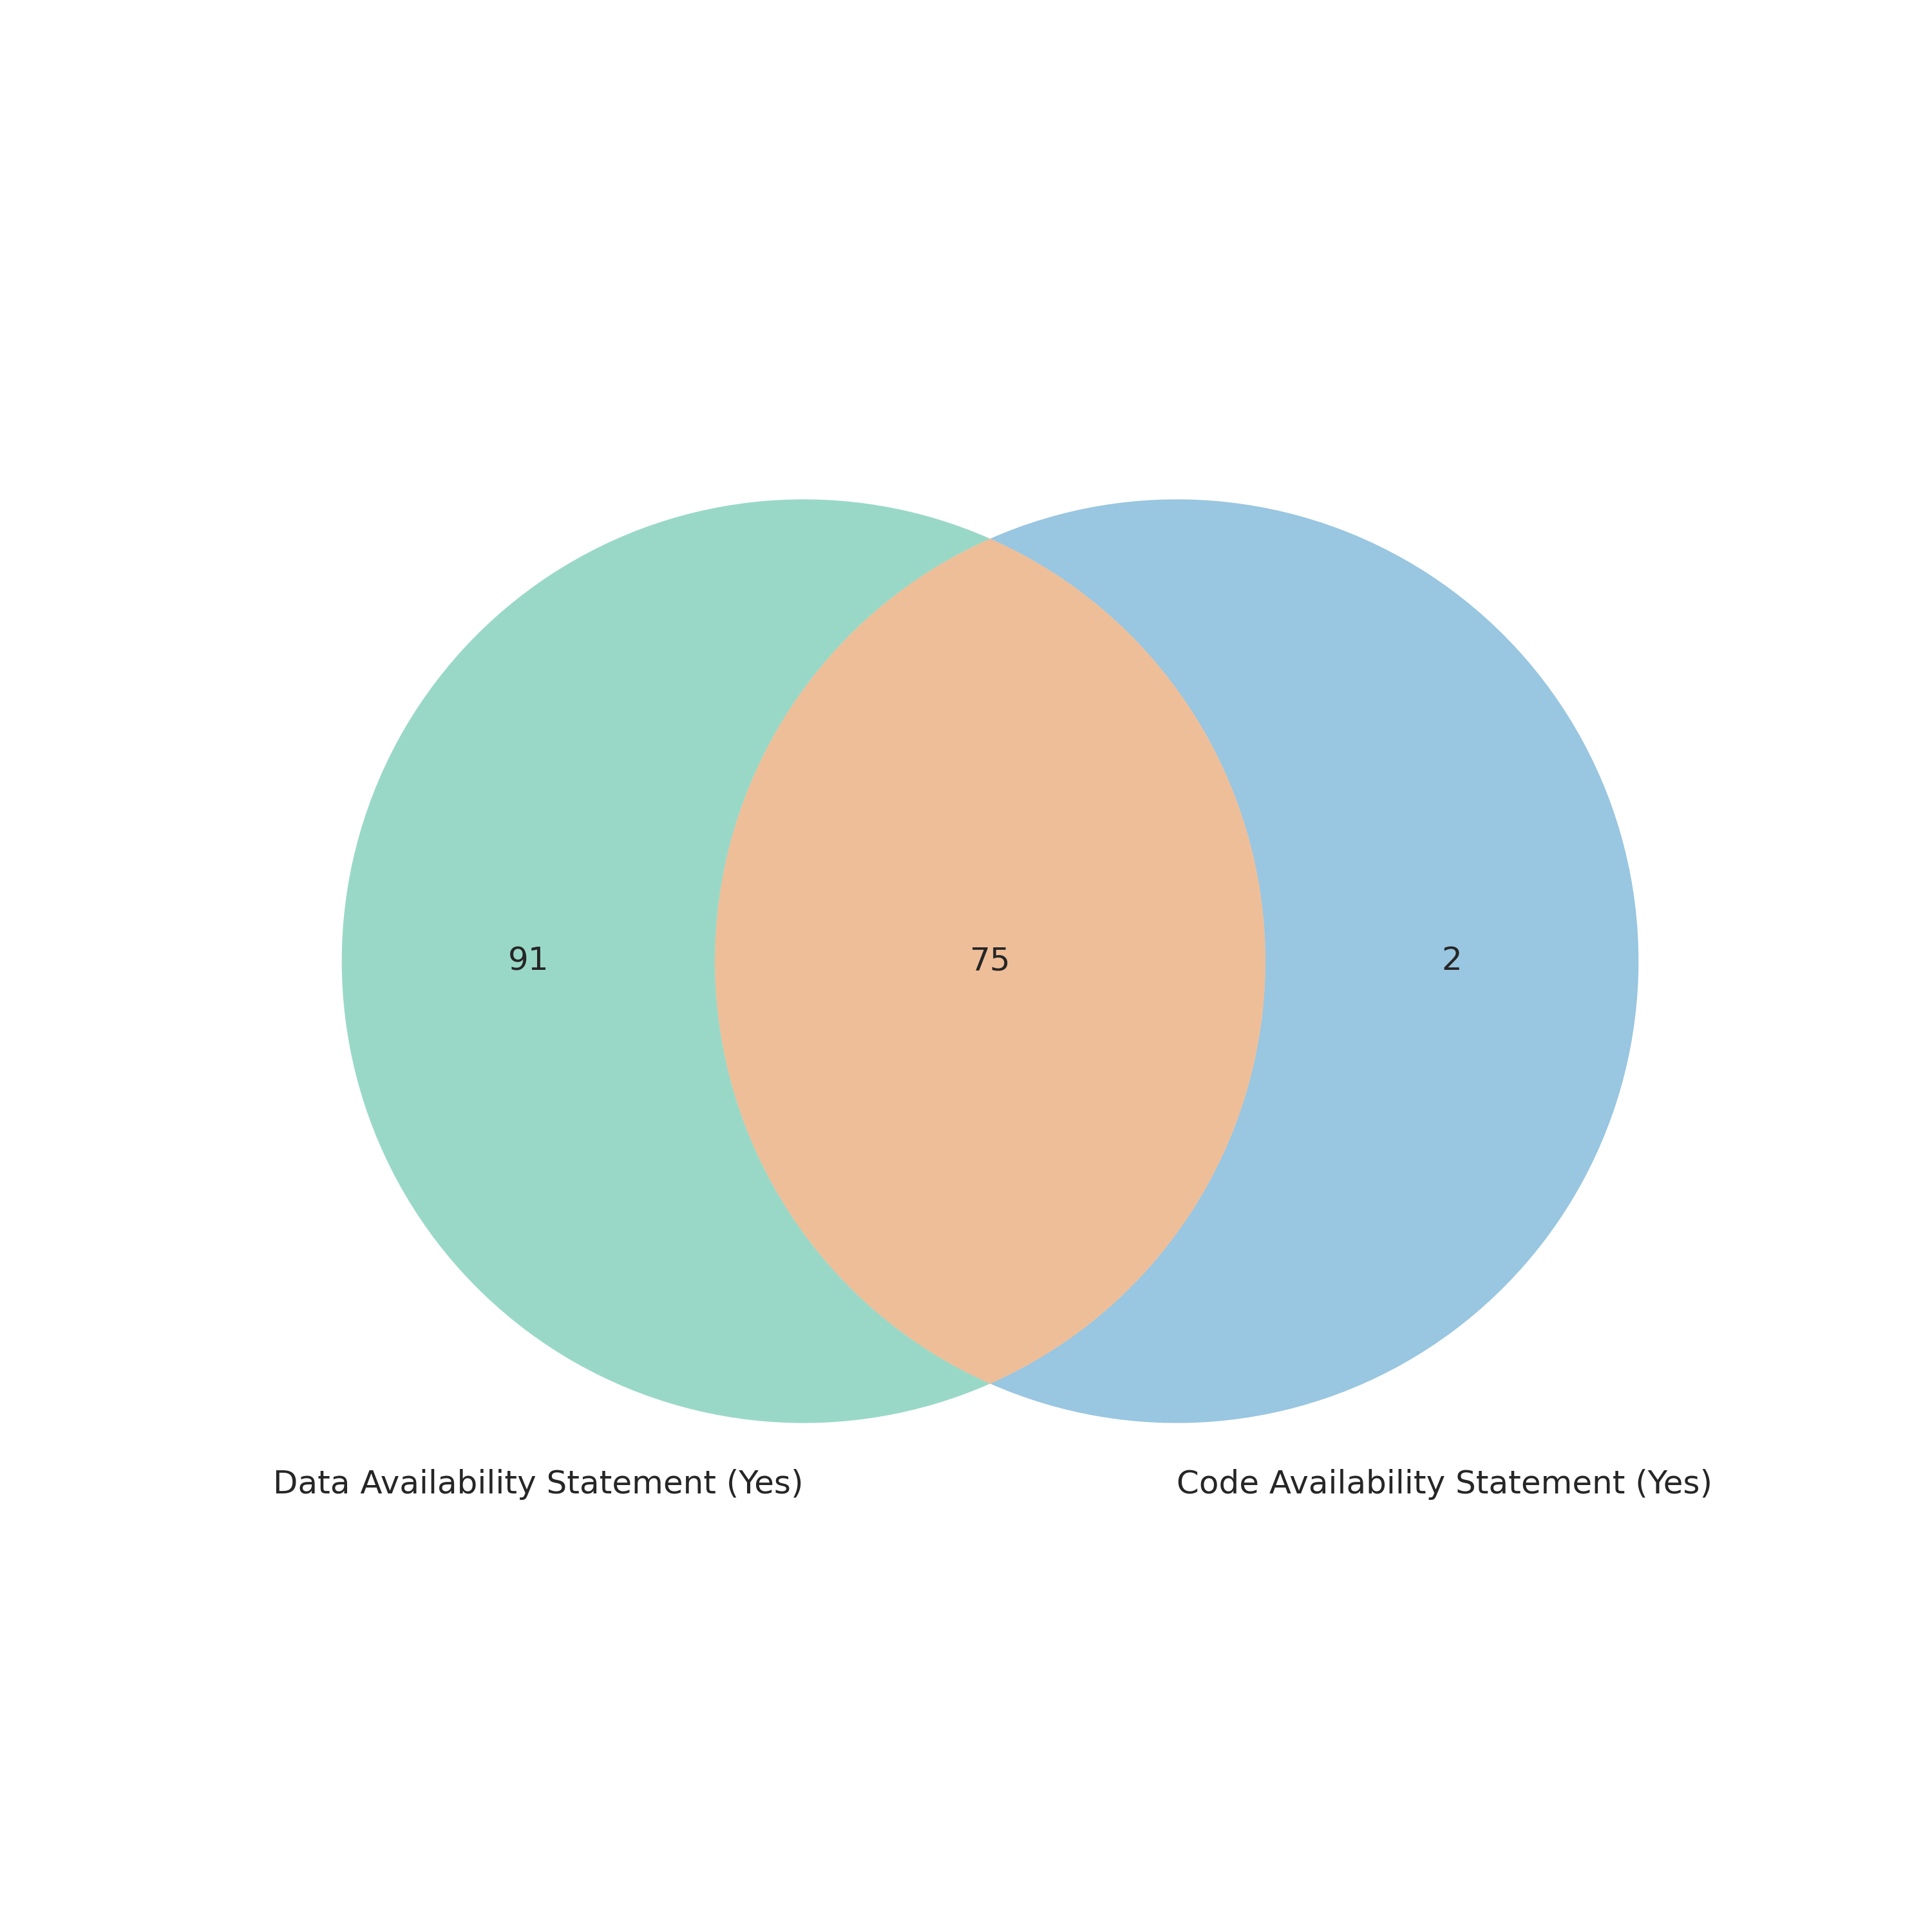 91
75
2
Data Availability Statement (Yes)
Code Availability Statement (Yes)